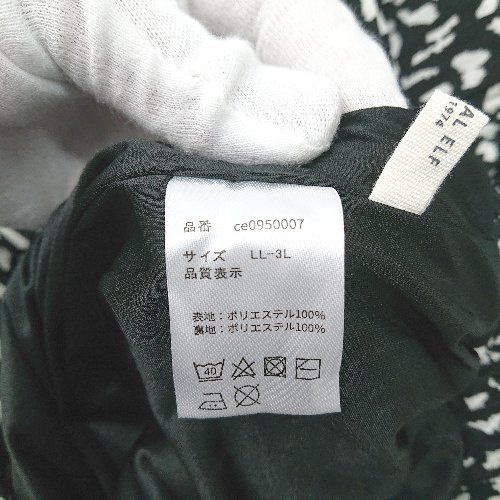 AL ELF
1974
品番 ce0950007
サイズ LL-3L
品質表示
表地：ポリエステル100%
裏地：ポリエステル100%
40